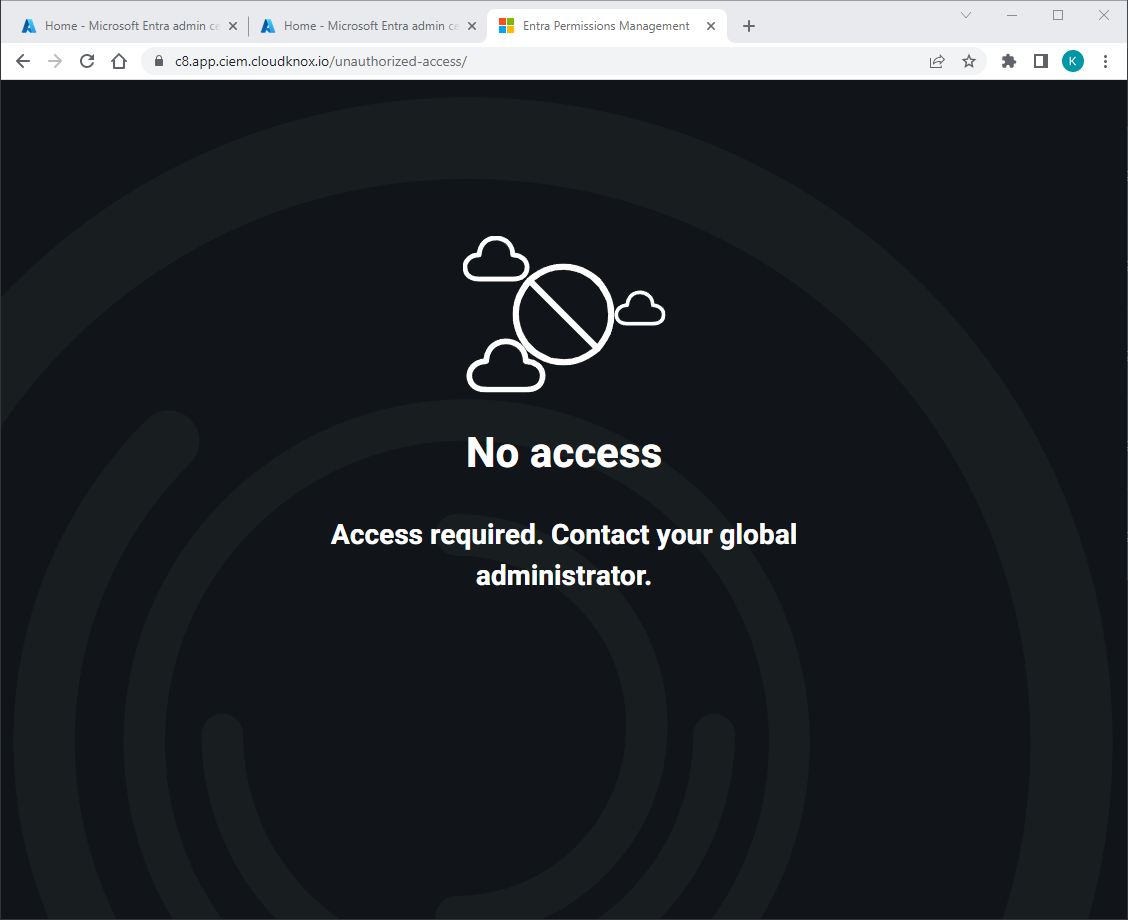 Home - Microsoft Entra admin ce
Home - Microsoft Entra admin ce
Entra Permissions Management
c8.app.ciem.cloudknox.io/unauthorized-access/
K
No access
Access required. Contact your global
administrator.